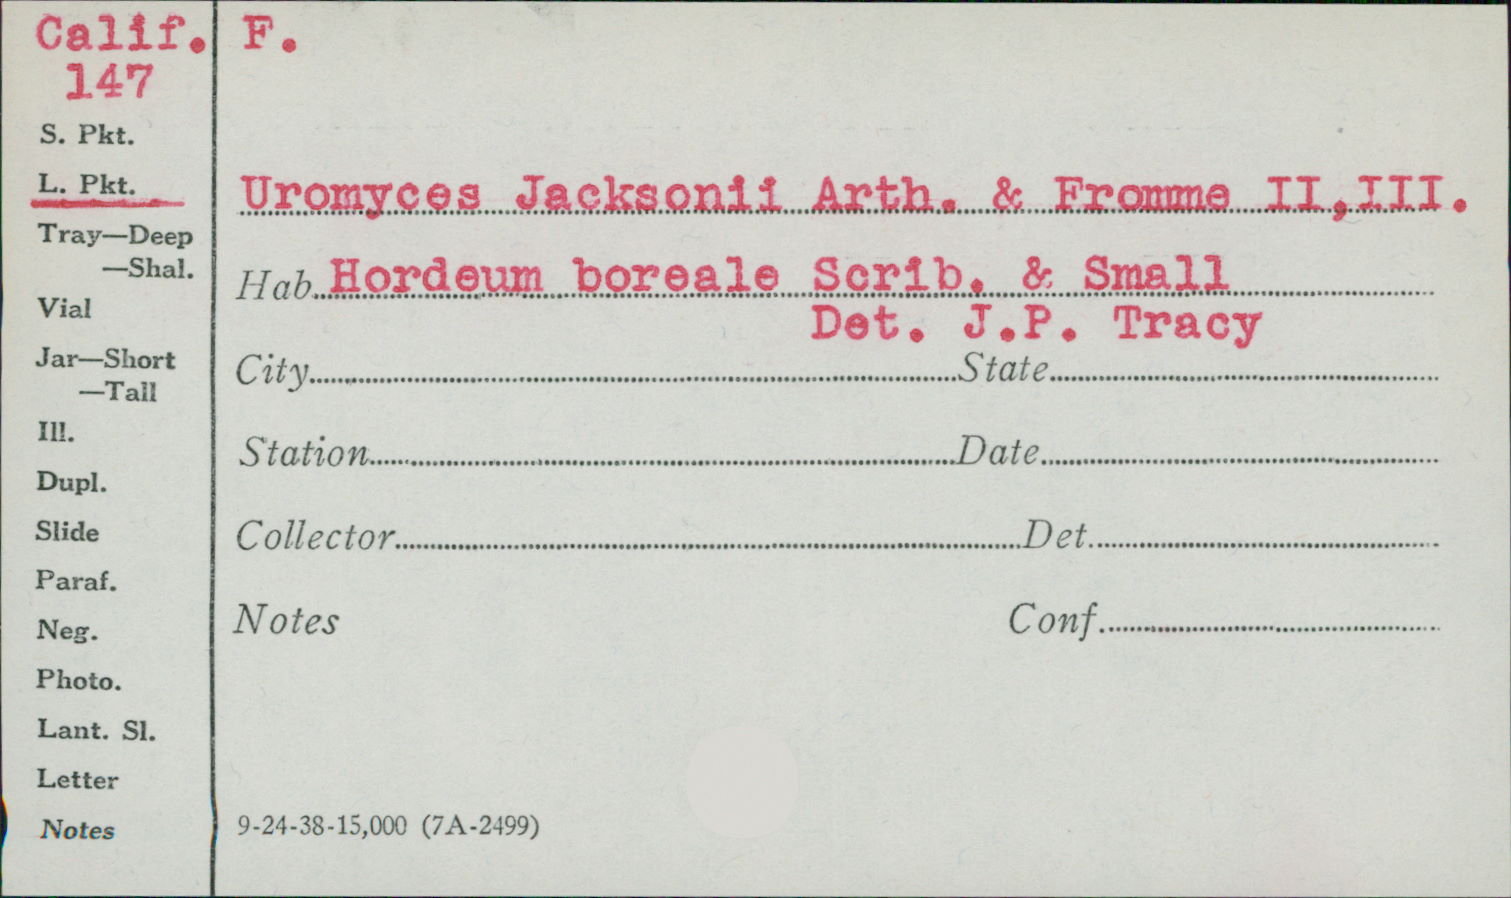 Calif. F.
147
S. Pkt.
L. Pkt.
Uromyces Jacksonii Arth. & Fromme II,III.
Tray—Deep
—Shal.
Hab. Hordeum boreale Scrib. & Small
Vial
Det. J.P. Tracy
Jar—Short
—Tall
City State
Ill.
Station Date
Dupl.
Slide
Collector Det.
Paraf.
Neg.
Notes Conf.
Photo.
Lant. Sl.
Letter
Notes
9-24-38-15,000 (7A-2499)